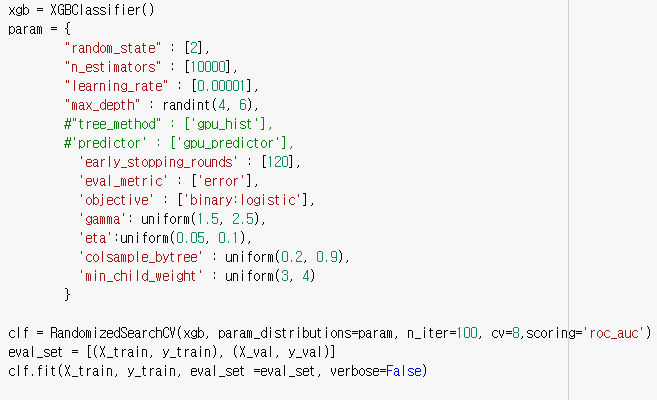 xgb = XGBClassifier()
param = {
        "random_state" : [2],
        "n_estimators" : [10000],
        "learning_rate" : [0.00001],
        "max_depth" : randint(4, 6),
        #"tree_method" : ['gpu_hist'],
        #'predictor' : ['gpu_predictor'],
          'early_stopping_rounds' : [120],
          'eval_metric' : ['error'],
          'objective' : ['binary:logistic'],
          'gamma': uniform(1.5, 2.5),
          'eta':uniform(0.05, 0.1),
          'colsample_bytree' : uniform(0.2, 0.9),
          'min_child_weight' : uniform(3, 4)
        }

clf = RandomizedSearchCV(xgb, param_distributions=param, n_iter=100, cv=8,scoring='roc_auc')
eval_set = [(X_train, y_train), (X_val, y_val)]
clf.fit(X_train, y_train, eval_set =eval_set, verbose=False)